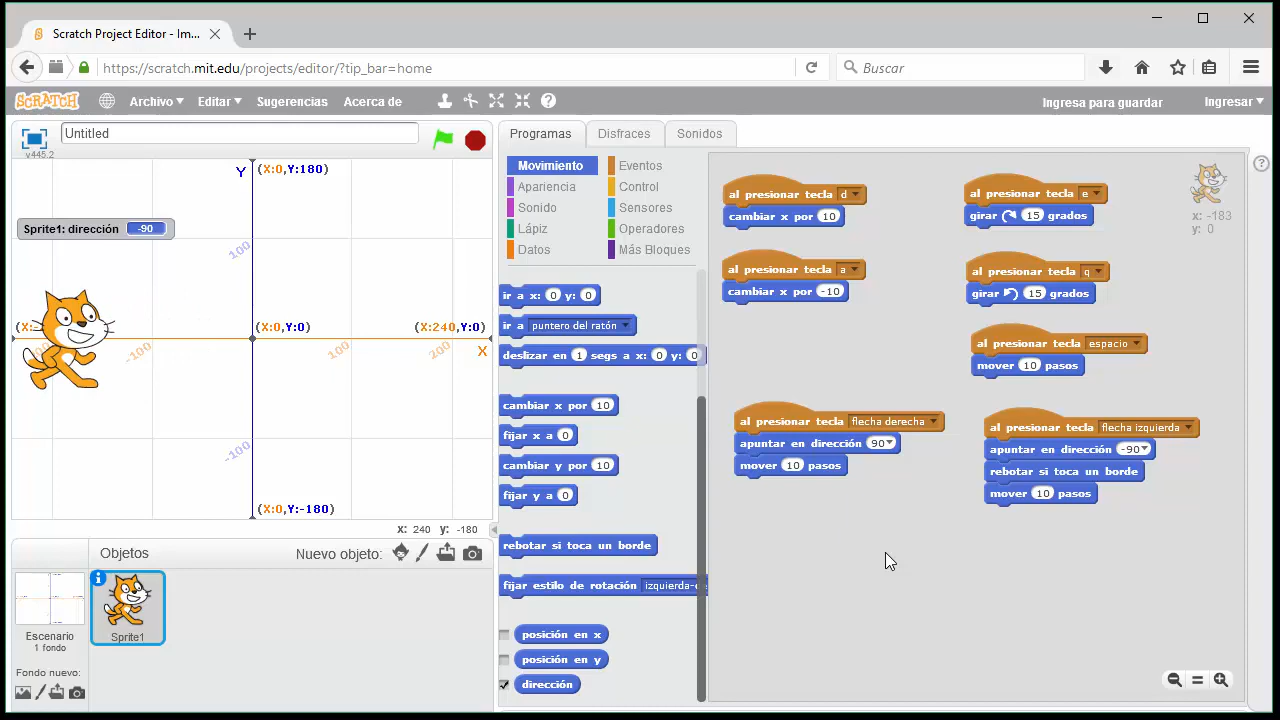 Scratch Project Editor - Im...
https://scratch.mit.edu/projects/editor/?tip_bar=home
Buscar
SCRATCH
Archivo
Editar
Sugerencias
Acerca de
Ingresa para guardar
Ingresar
v445.2
Untitled
Programas
Disfraces
Sonidos
Sprite1: dirección -90
Y
(X:0,Y:180)
100
(X:0,Y:0)
(X:240,Y:0)
-100
100
200
X
-100
(X:0,Y:-180)
x: 240 y: -180
Movimiento
Eventos
Apariencia
Control
Sonido
Sensores
Lápiz
Operadores
Datos
Más Bloques
ir a x: 0 y: 0
ir a puntero del ratón
deslizar en 1 segs a x: 0 y: 0
cambiar x por 10
fijar x a 0
cambiar y por 10
fijar y a 0
rebotar si toca un borde
fijar estilo de rotación
posición en x
posición en y
dirección
al presionar tecla d
cambiar x por 10
al presionar tecla a
cambiar x por -10
al presionar tecla e
girar 15 grados
al presionar tecla q
girar 15 grados
al presionar tecla espacio
mover 10 pasos
al presionar tecla flecha derecha
apuntar en dirección 90
mover 10 pasos
al presionar tecla flecha izquierda
apuntar en dirección -90
rebotar si toca un borde
mover 10 pasos
x: -183
y: 0
Objetos
Nuevo objeto:
Sprite1
Escenario
1 fondo
Fondo nuevo: